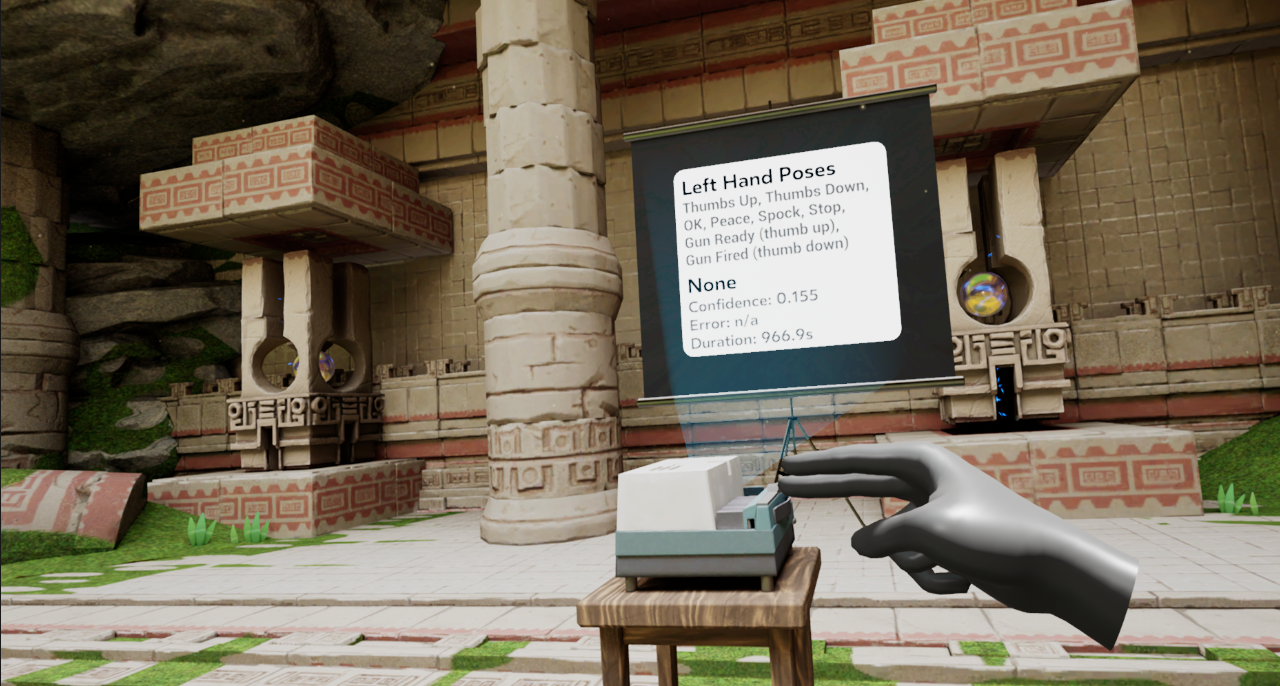 Left Hand Poses
Thumbs Up, Thumbs Down,
OK, Peace, Spock, Stop,
Gun Ready (thumb up),
Gun Fired (thumb down)
None
Confidence: 0.155
Error: n/a
Duration: 966.9s